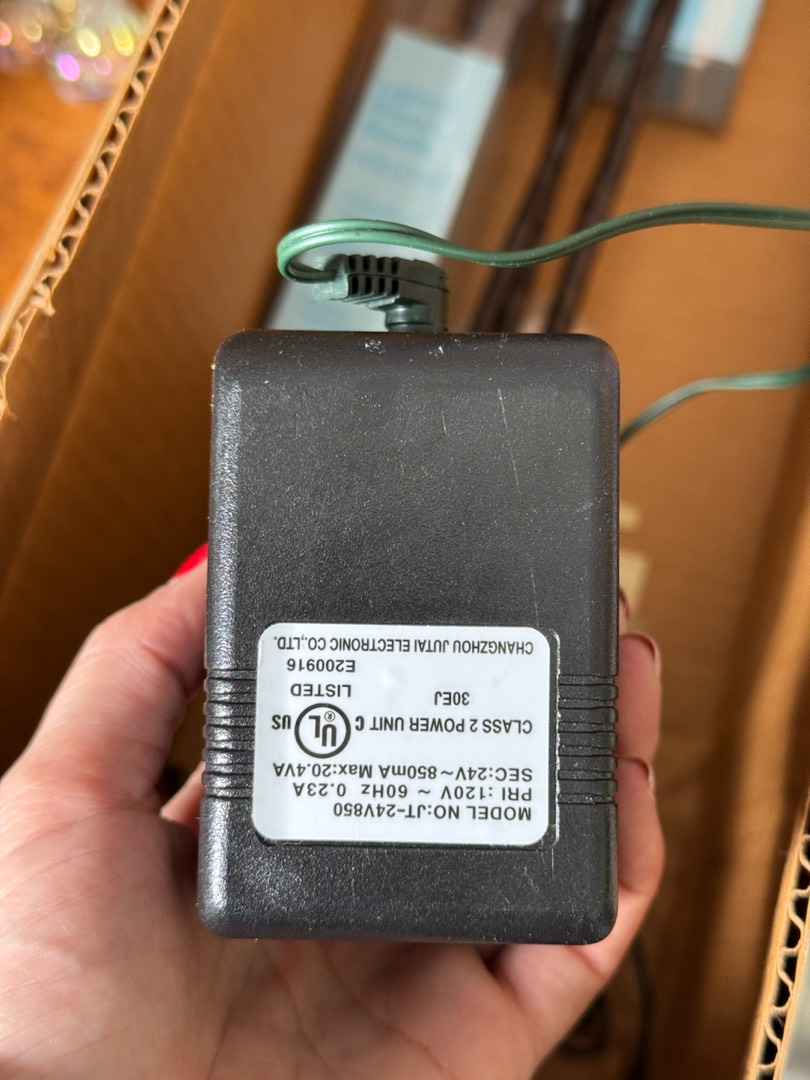 MODEL NO:JT-24V850
PRI :120V ~ 60Hz 0.23A
SEC:24V~850mA Max:20.4VA
CLASS 2 POWER UNIT C UL ® US
30EJ LISTED
E200916
CHANGZHOU JUTAI ELECTRONIC CO.,LTD.